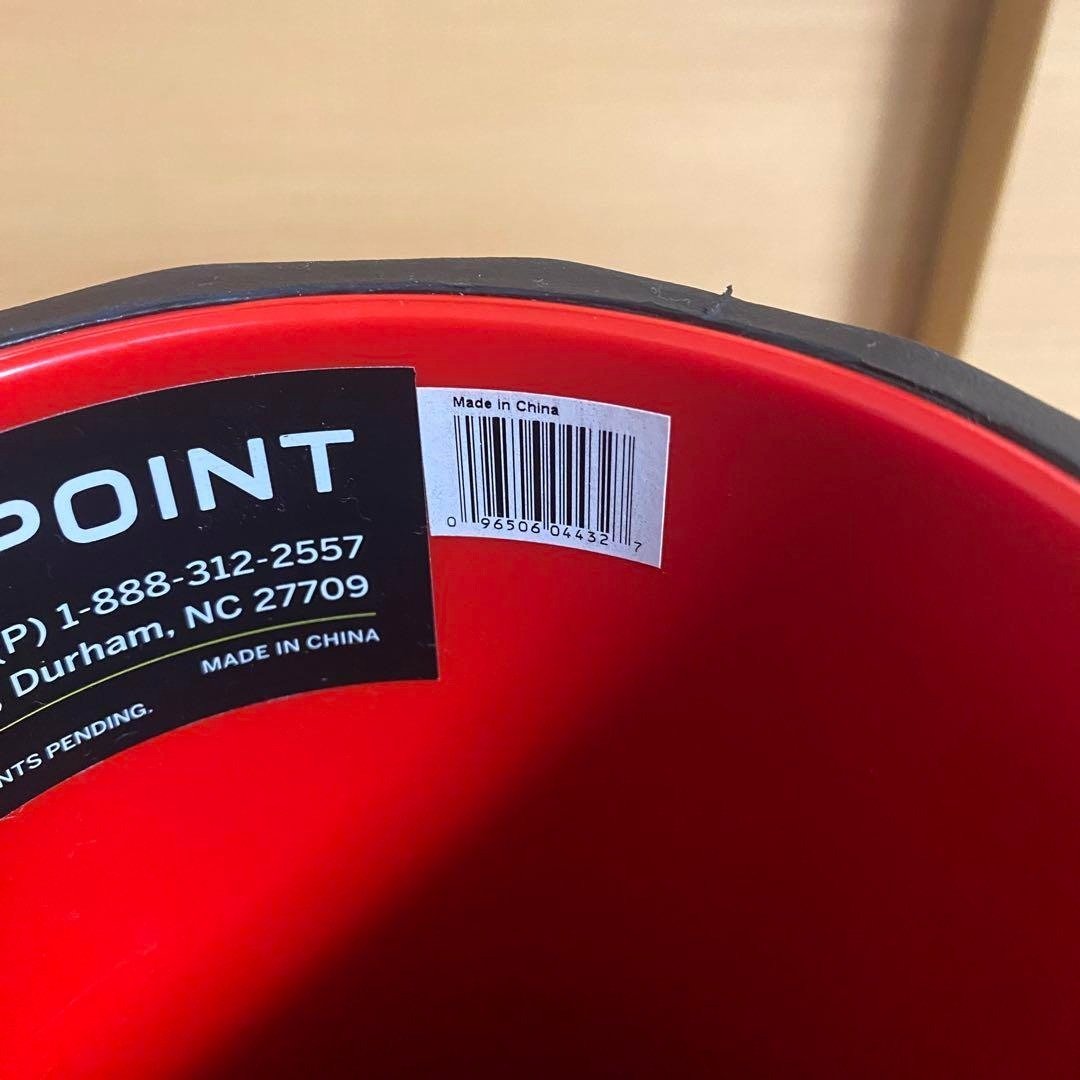 POINT
(P) 1-888-312-2557
, Durham, NC 27709
MADE IN CHINA
NTS PENDING.
Made in China
0 96506 04432 7